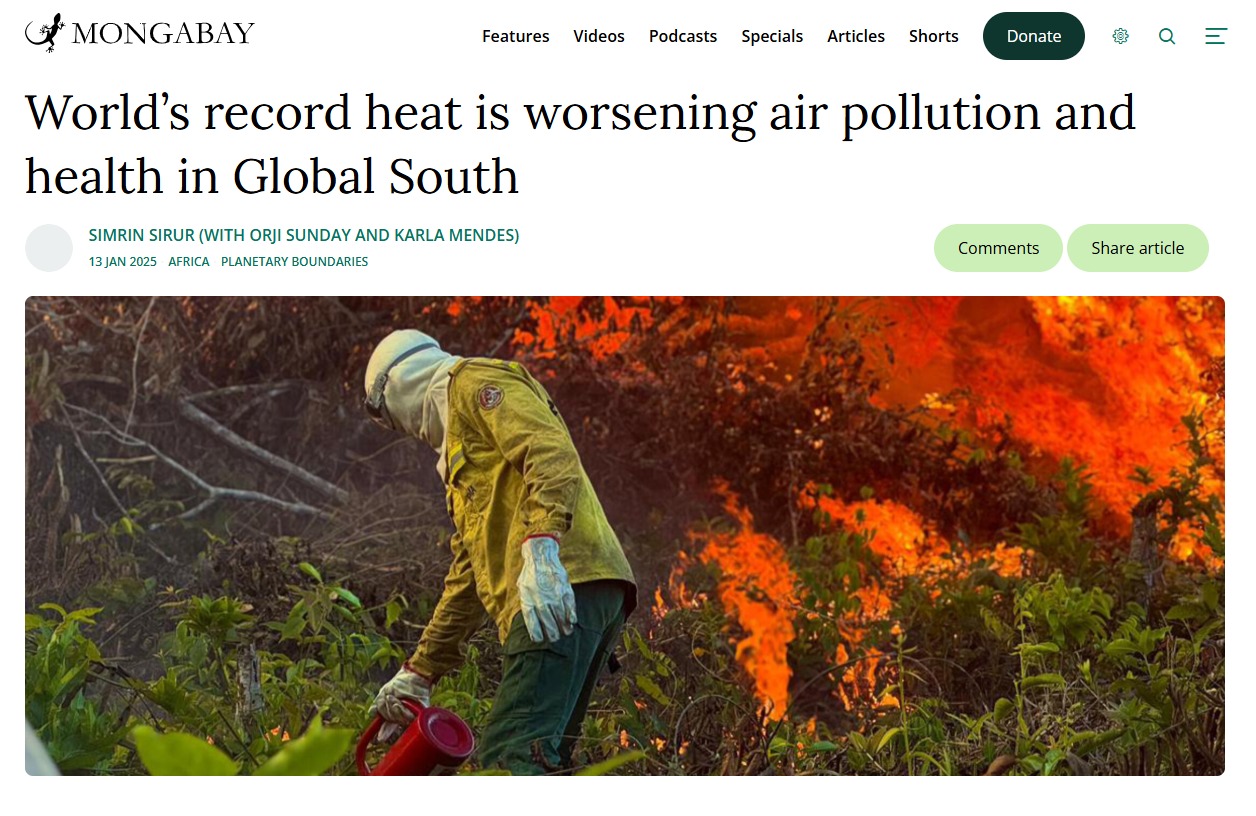 MONGABAY
Features Videos Podcasts Specials Articles Shorts Donate
World’s record heat is worsening air pollution and
health in Global South
SIMRIN SIRUR (WITH ORJI SUNDAY AND KARLA MENDES)
13 JAN 2025 AFRICA PLANETARY BOUNDARIES
Comments Share article